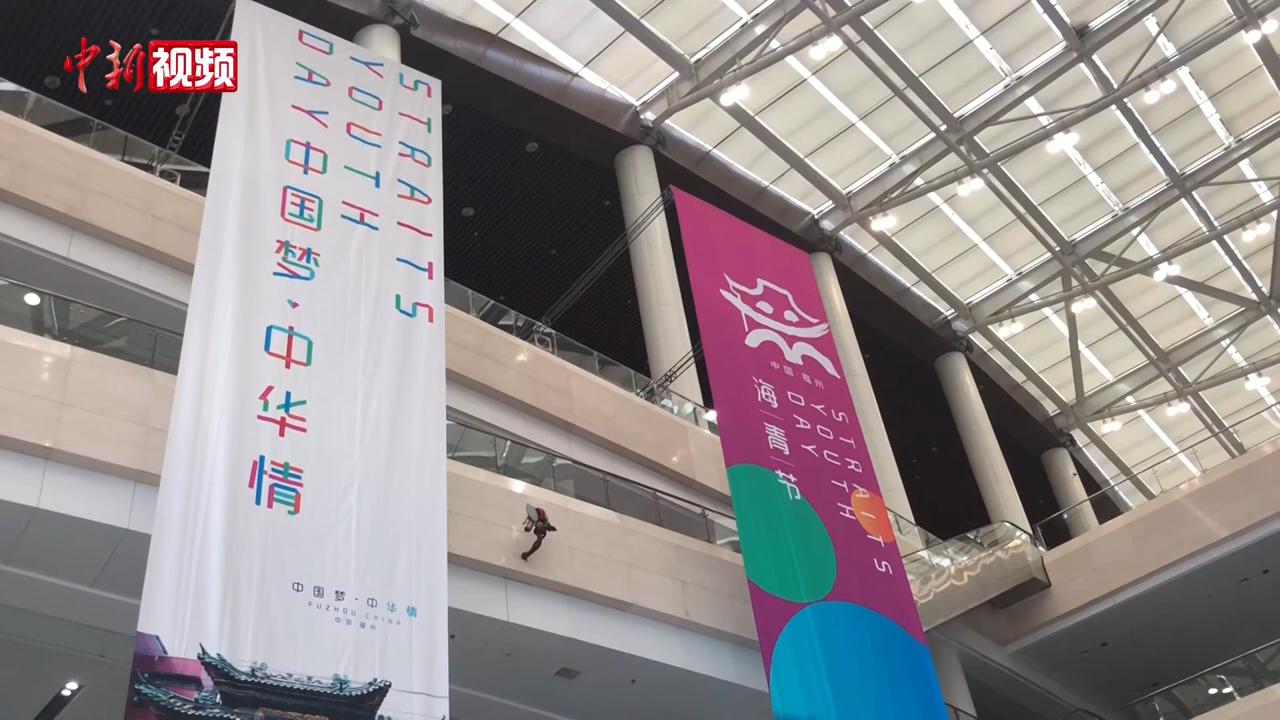 中新视频
STRAITS
YOUTH
DAY中国梦·中华情
中国梦·中华情
FUZHOU CHINA
中国·福州
中国·福州
STRAITS
YOUTH
DAY
海|青|节